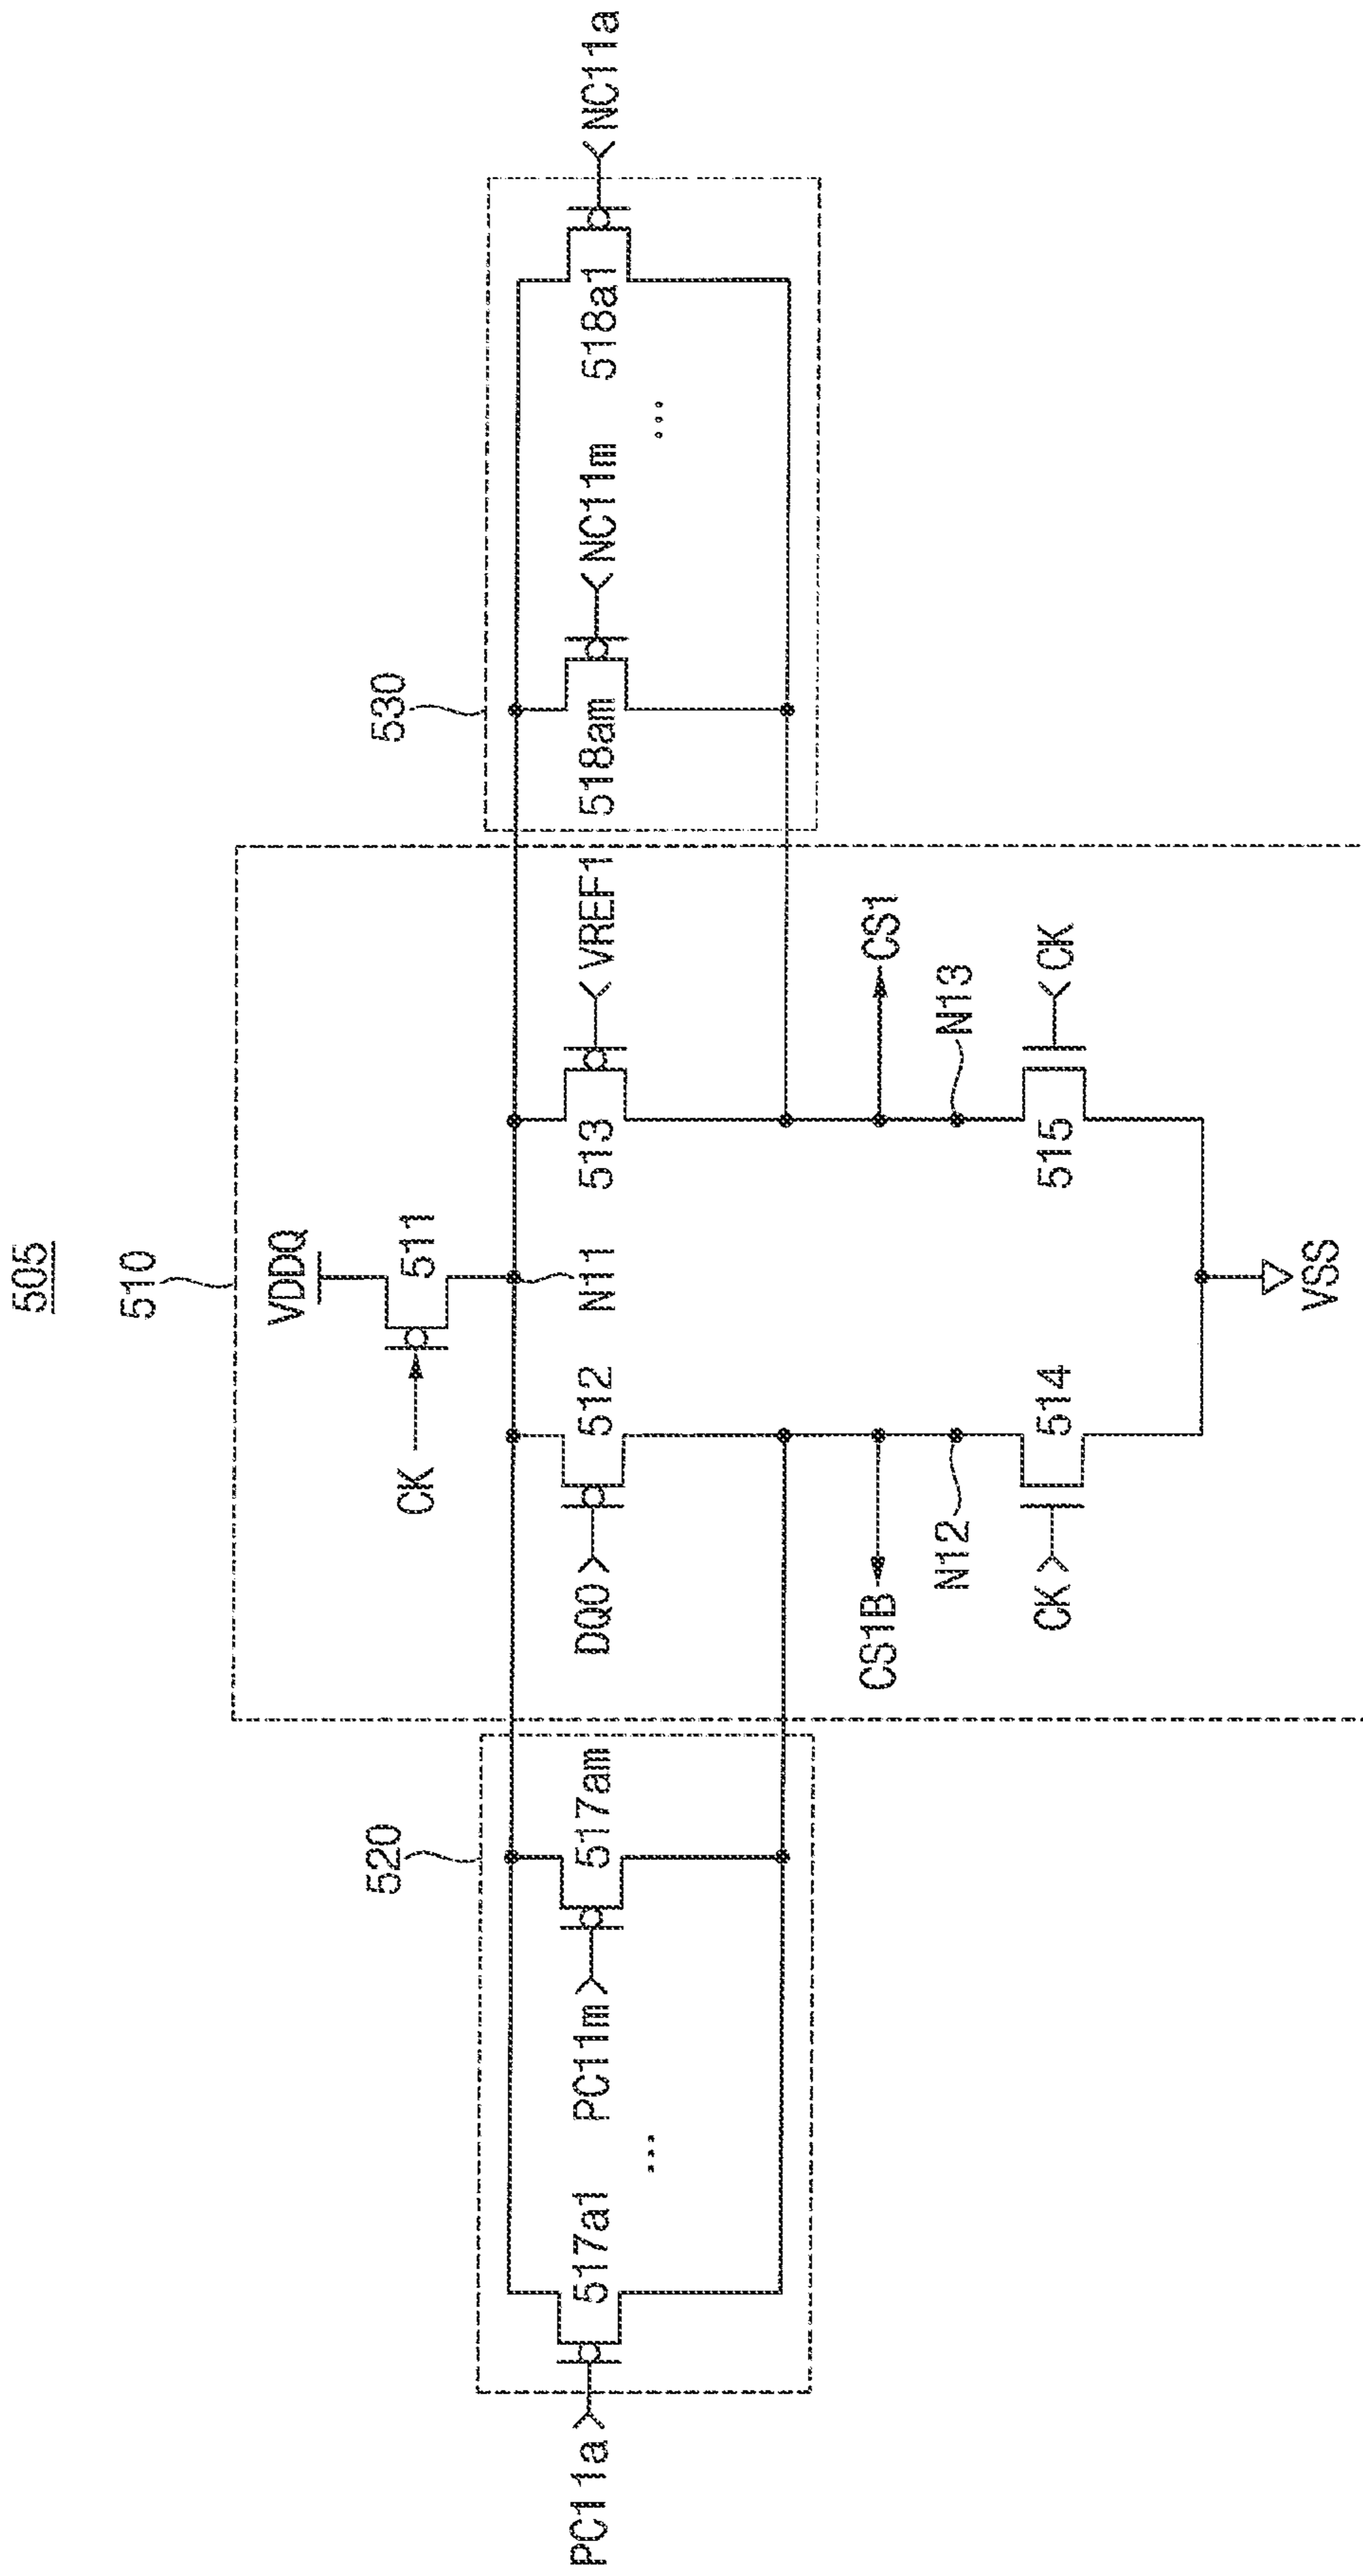 505
510
VDDQ
CK
511
520
530
N11
PC11a
517a1
PC11m
517am
DQ0
512
513
VREF1
518am
NC11m
518a1
NC11a
...
...
CS1B
CS1
N12
N13
CK
514
515
CK
VSS